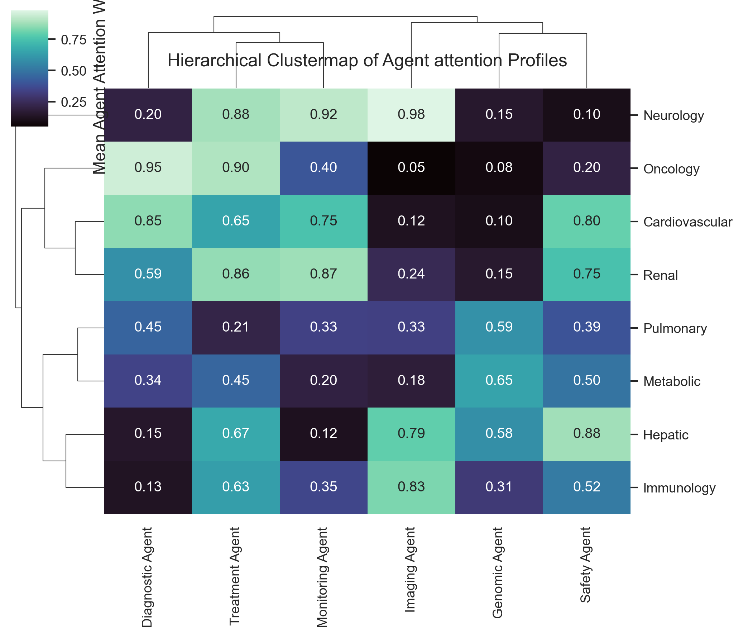 Hierarchical Clustermap of Agent attention Profiles
Mean Agent Attention W
0.75
0.50
0.25
0.20 0.88 0.92 0.98 0.15 0.10 Neurology
0.95 0.90 0.40 0.05 0.08 0.20 Oncology
0.85 0.65 0.75 0.12 0.10 0.80 Cardiovascular
0.59 0.86 0.87 0.24 0.15 0.75 Renal
0.45 0.21 0.33 0.33 0.59 0.39 Pulmonary
0.34 0.45 0.20 0.18 0.65 0.50 Metabolic
0.15 0.67 0.12 0.79 0.58 0.88 Hepatic
0.13 0.63 0.35 0.83 0.31 0.52 Immunology
Diagnostic Agent
Treatment Agent
Monitoring Agent
Imaging Agent
Genomic Agent
Safety Agent